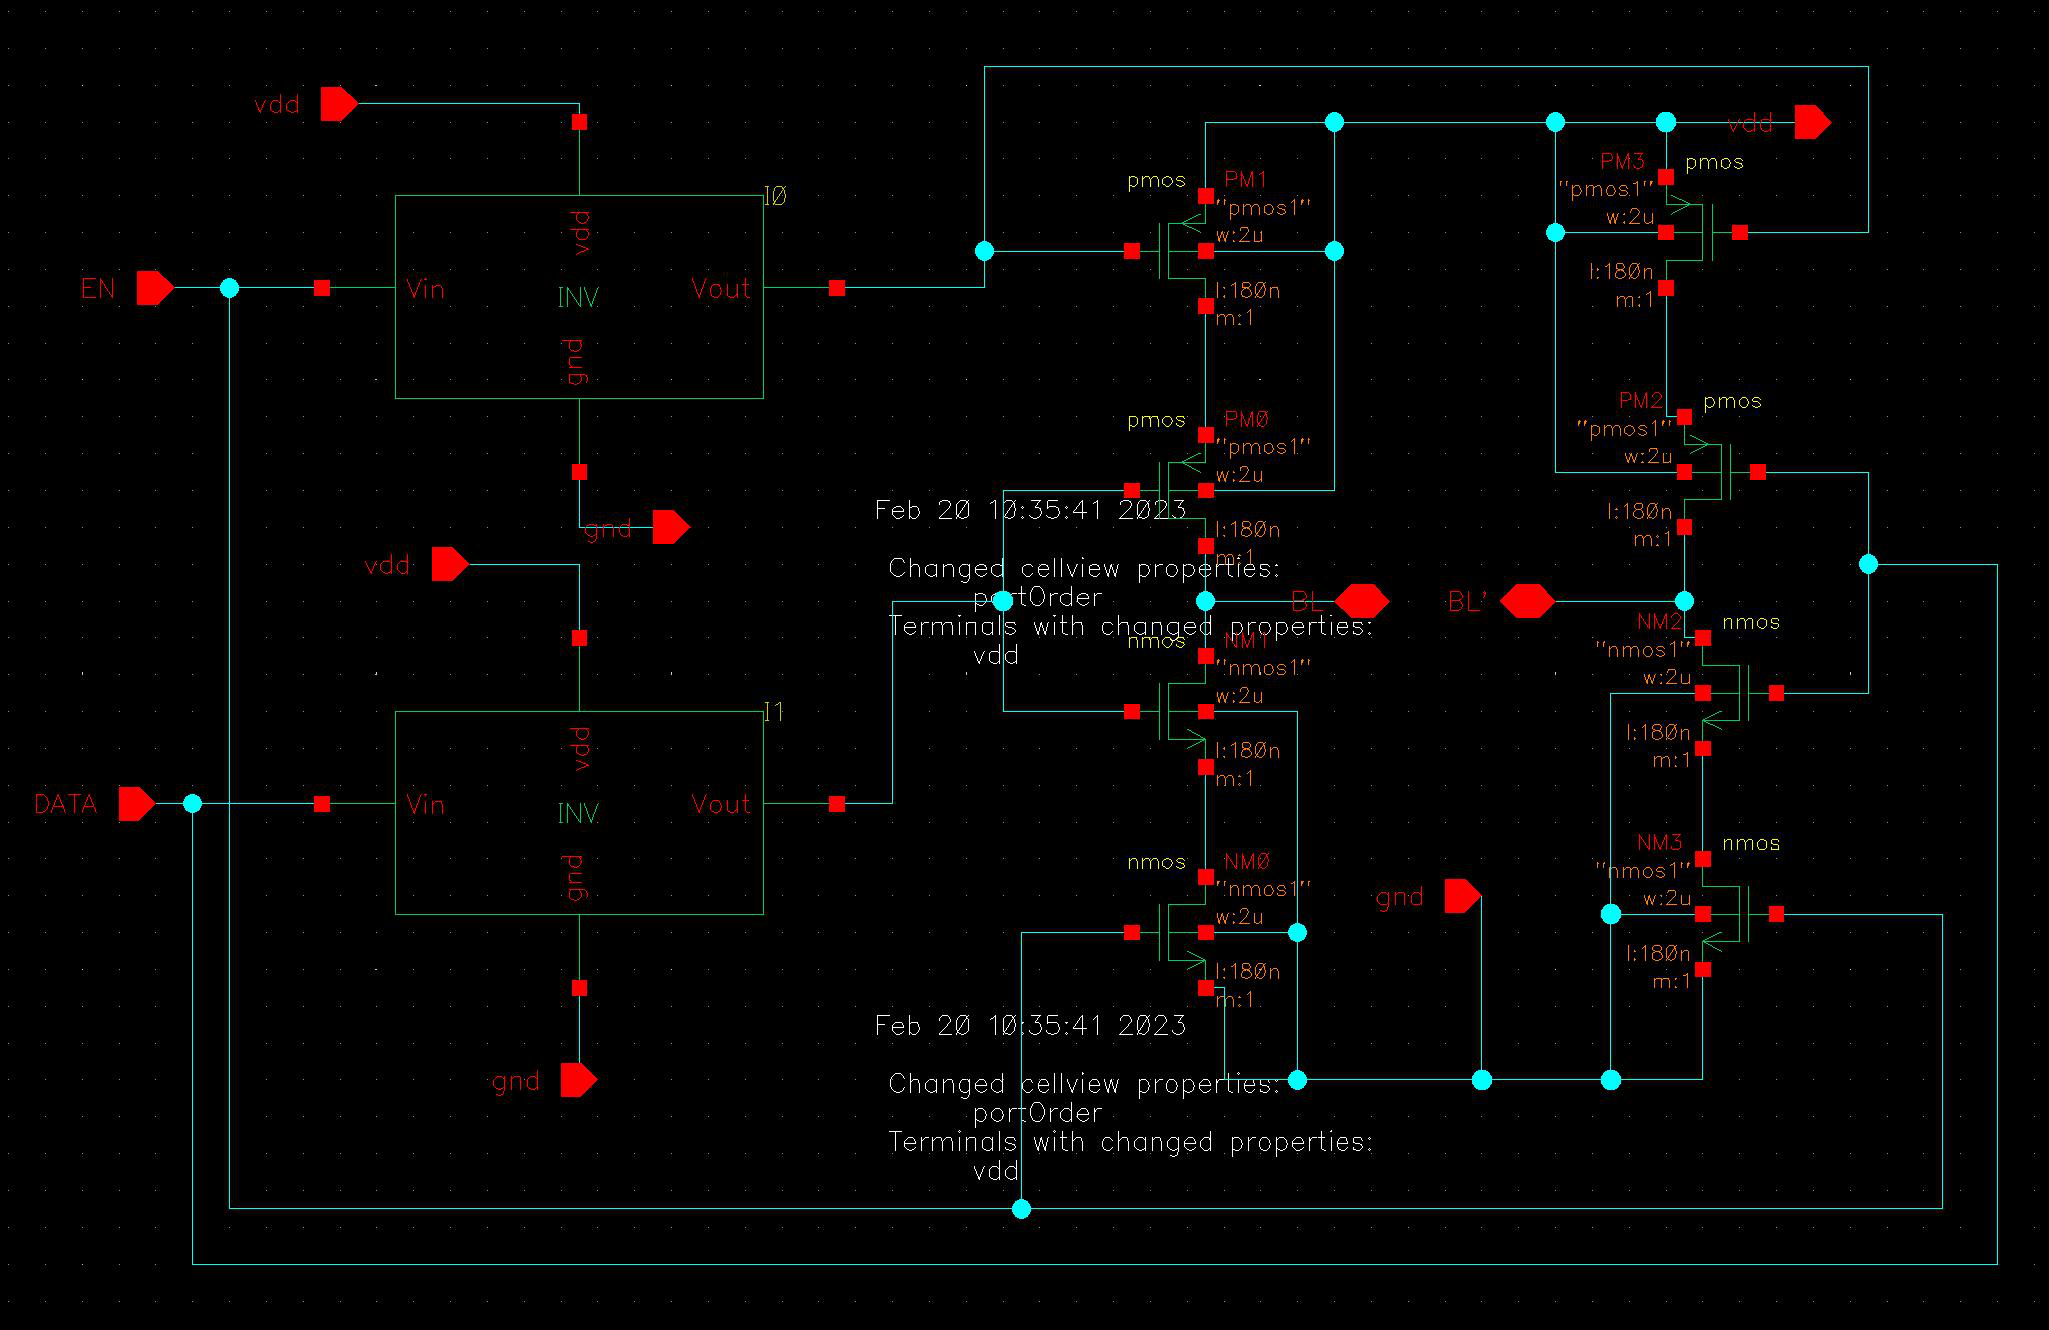 vdd
vdd
pmos PM3
pmos PM1
"pmos1"
w:2u
l:180n
m:1
"pmos1"
w:2u
l:180n
m:1
I0
EN
vdd
Vin
INV
Vout
gnd
gnd
pmos PM0
"pmos1"
w:2u
l:180n
m:1
PM2 pmos
"pmos1"
w:2u
l:180n
m:1
Feb 20 10:35:41 2023
Changed cellview properties:
portOrder
Terminals with changed properties:
vdd
vdd
BL
BL'
nmos NM1
"nmos1"
w:2u
l:180n
m:1
NM2 nmos
"nmos1"
w:2u
l:180n
m:1
I1
DATA
vdd
Vin
INV
Vout
gnd
nmos NM0
"nmos1"
w:2u
l:180n
m:1
gnd
NM3 nmos
"nmos1"
w:2u
l:180n
m:1
Feb 20 10:35:41 2023
Changed cellview properties:
portOrder
Terminals with changed properties:
vdd
gnd